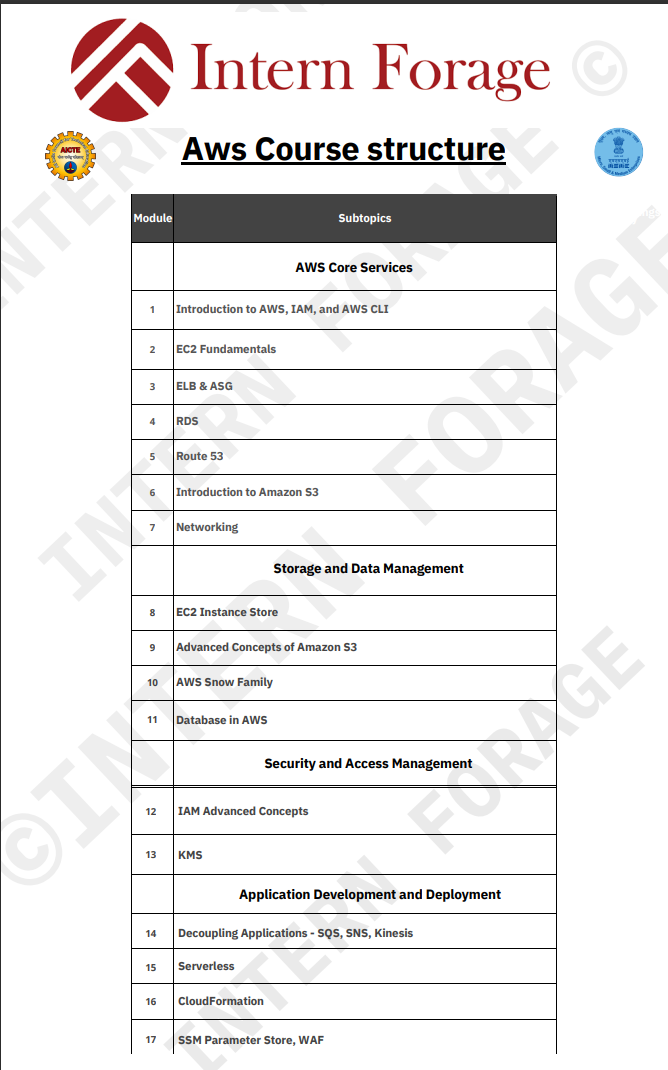 Intern Forage ©
AICTE
Aws Course structure
Module Subtopics
AWS Core Services
1 Introduction to AWS, IAM, and AWS CLI
2 EC2 Fundamentals
3 ELB & ASG
4 RDS
5 Route 53
6 Introduction to Amazon S3
7 Networking
Storage and Data Management
8 EC2 Instance Store
9 Advanced Concepts of Amazon S3
10 AWS Snow Family
11 Database in AWS
Security and Access Management
12 IAM Advanced Concepts
13 KMS
Application Development and Deployment
14 Decoupling Applications - SQS, SNS, Kinesis
15 Serverless
16 CloudFormation
17 SSM Parameter Store, WAF
INTERN FORAGE
INTERN FORAGE
©INTERN FORAGE
INTERN FORAGE